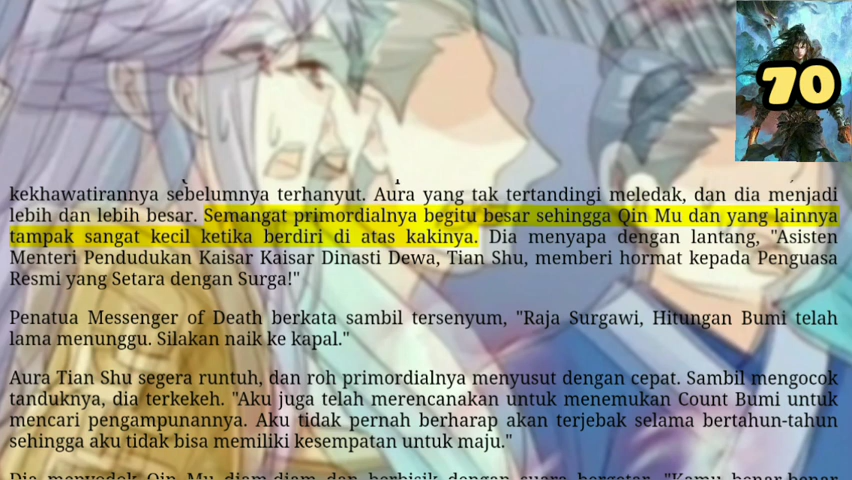 70
kekhawatirannya sebelumnya terhanyut. Aura yang tak tertandingi meledak, dan dia menjadi
lebih dan lebih besar. Semangat primordialnya begitu besar sehingga Qin Mu dan yang lainnya
tampak sangat kecil ketika berdiri di atas kakinya. Dia menyapa dengan lantang, "Asisten
Menteri Pendudukan Kaisar Kaisar Dinasti Dewa, Tian Shu, memberi hormat kepada Penguasa
Resmi yang Setara dengan Surga!"
Penatua Messenger of Death berkata sambil tersenyum, "Raja Surgawi, Hitungan Bumi telah
lama menunggu. Silakan naik ke kapal."
Aura Tian Shu segera runtuh, dan roh primordialnya menyusut dengan cepat. Sambil mengocok
tanduknya, dia terkekeh. "Aku juga telah merencanakan untuk menemukan Count Bumi untuk
mencari pengampunannya. Aku tidak pernah berharap akan terjebak selama bertahun-tahun
sehingga aku tidak bisa memiliki kesempatan untuk maju."